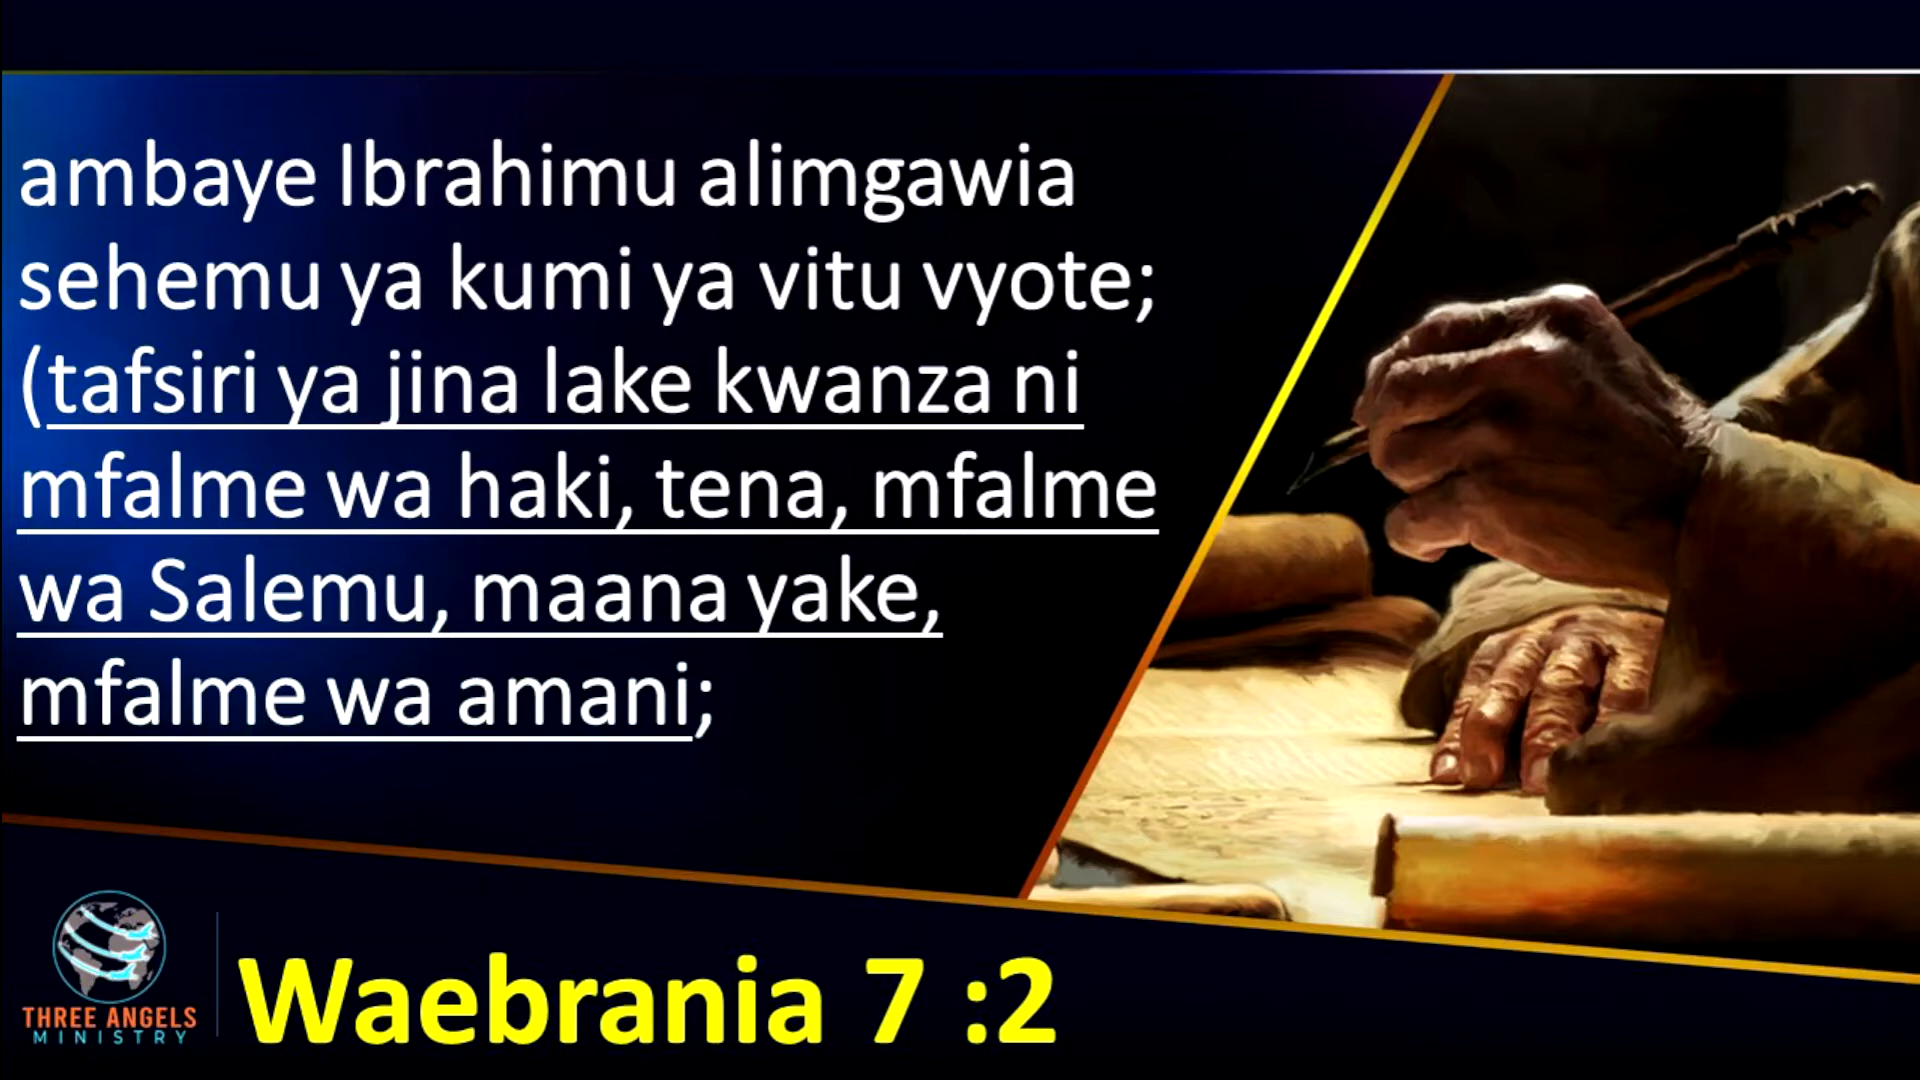 ambaye Ibrahimu alimgawia
sehemu ya kumi ya vitu vyote;
(tafsiri ya jina lake kwanza ni
mfalme wa haki, tena, mfalme
wa Salemu, maana yake,
mfalme wa amani;
THREE ANGELS
MINISTRY
Waebrania 7 :2